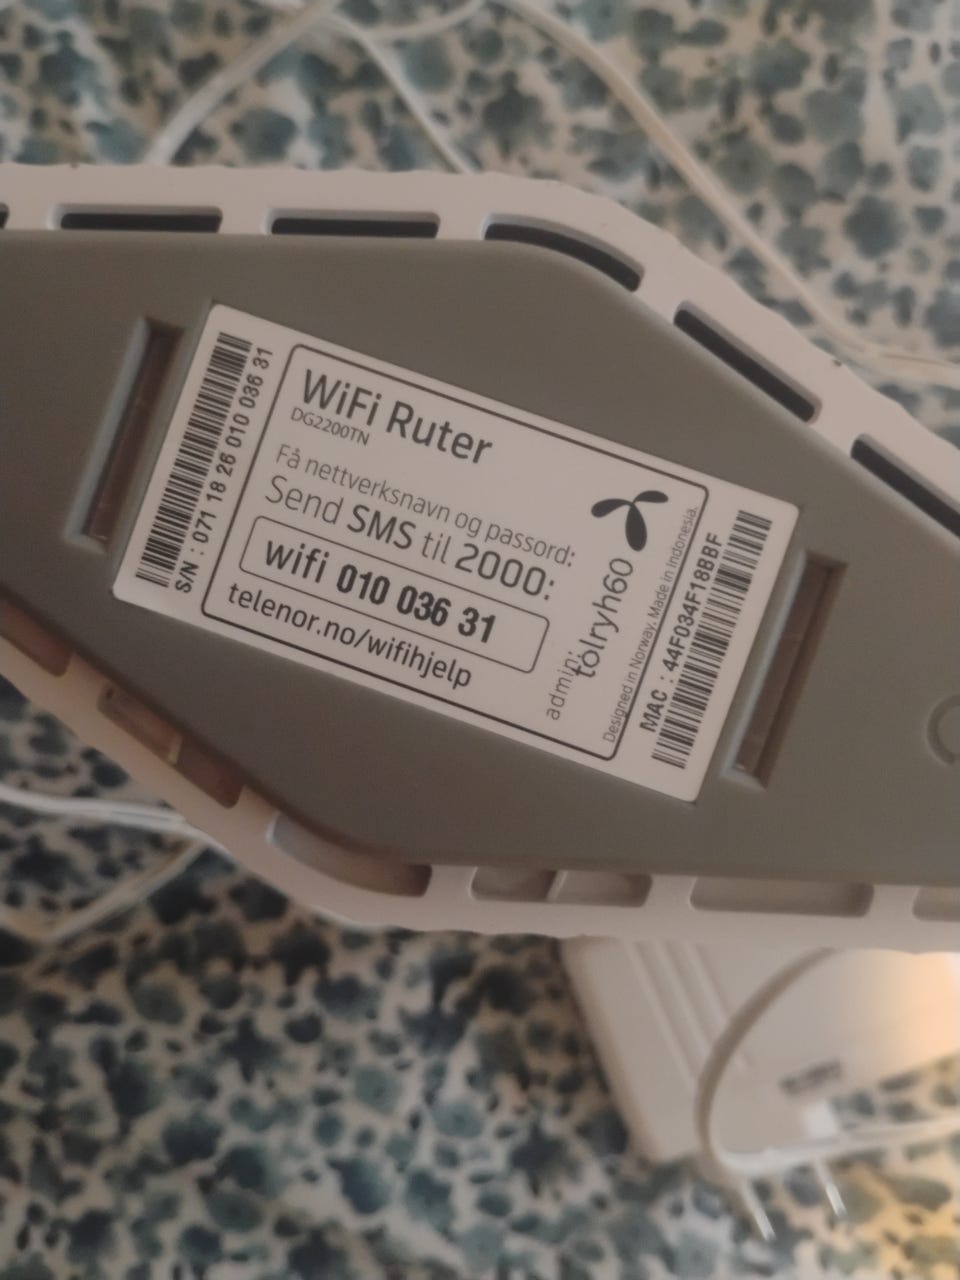 S/N : 071 18 26 010 036 31
WiFi Ruter
DG2200TN
Få nettverksnavn og passord:
Send SMS til 2000:
wifi 010 036 31
telenor.no/wifihjelp
admin:
tolryh60
Designed in Norway. Made in Indonesia.
MAC : 44F034F18BBF